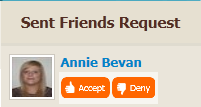 Sent Friends Request
Annie Bevan
Accept Deny